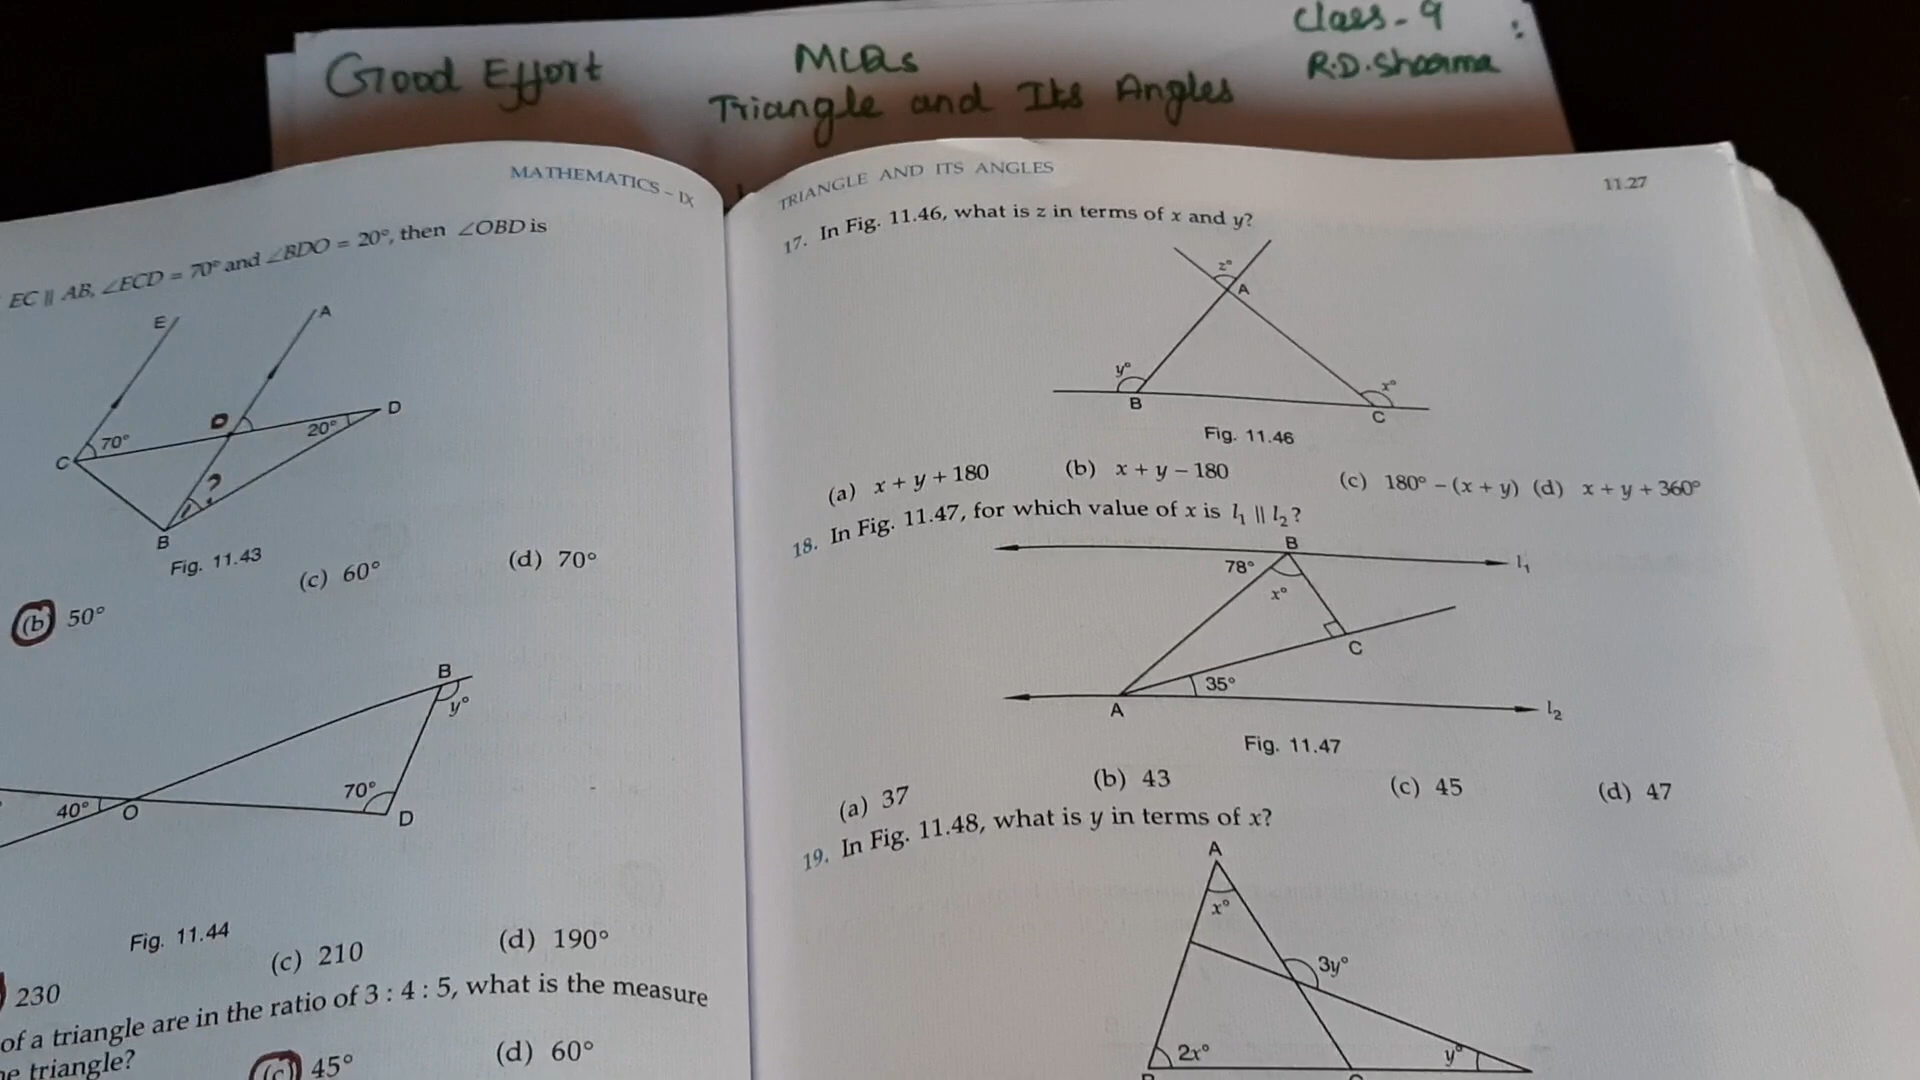 Class - 9
Good Effort MCQs R.D. Sharma
Triangle and Its Angles
MATHEMATICS – IX
EC || AB, ∠ECD = 70° and ∠BDO = 20°, then ∠OBD is
E
A
D
O
70°
20°
C
?
B
Fig. 11.43
(b) 50°
(c) 60°
(d) 70°
B
y°
70°
40°
O
D
Fig. 11.44
230
(c) 210
(d) 190°
of a triangle are in the ratio of 3 : 4 : 5, what is the measure
triangle?
(c) 45°
(d) 60°
TRIANGLE AND ITS ANGLES 11.27
17. In Fig. 11.46, what is z in terms of x and y?
z°
A
y°
x°
B
C
Fig. 11.46
(a) x + y + 180 (b) x + y – 180 (c) 180° – (x + y) (d) x + y + 360°
18. In Fig. 11.47, for which value of x is l₁ || l₂?
B
l₁
78°
x°
C
35°
A
l₂
Fig. 11.47
(a) 37 (b) 43 (c) 45 (d) 47
19. In Fig. 11.48, what is y in terms of x?
A
x°
3y°
2x°
y°